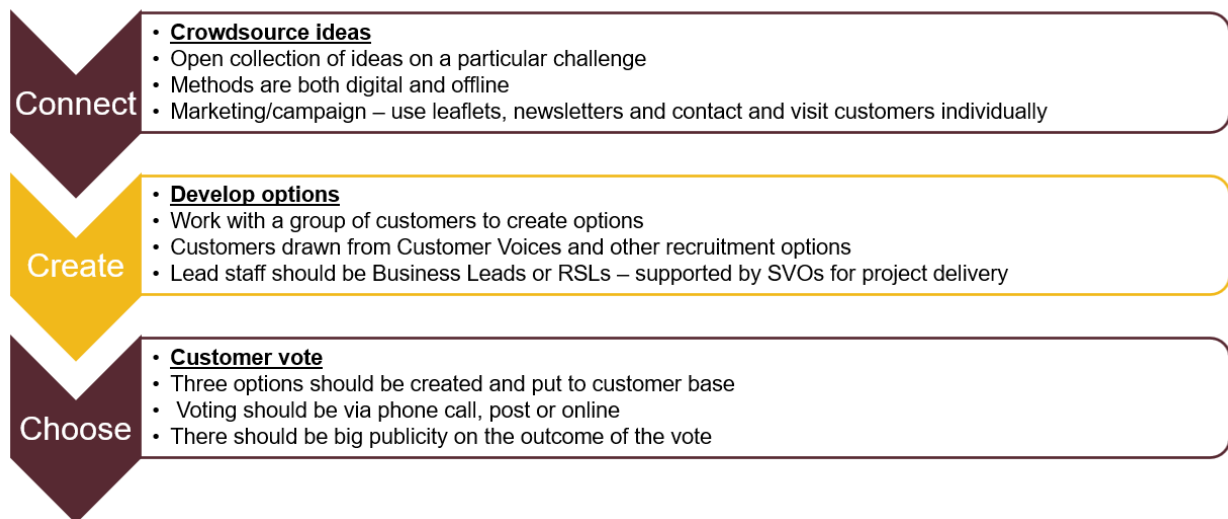 Connect
• Crowdsource ideas
• Open collection of ideas on a particular challenge
• Methods are both digital and offline
• Marketing/campaign – use leaflets, newsletters and contact and visit customers individually
Create
• Develop options
• Work with a group of customers to create options
• Customers drawn from Customer Voices and other recruitment options
• Lead staff should be Business Leads or RSLs – supported by SVOs for project delivery
Choose
• Customer vote
• Three options should be created and put to customer base
• Voting should be via phone call, post or online
• There should be big publicity on the outcome of the vote